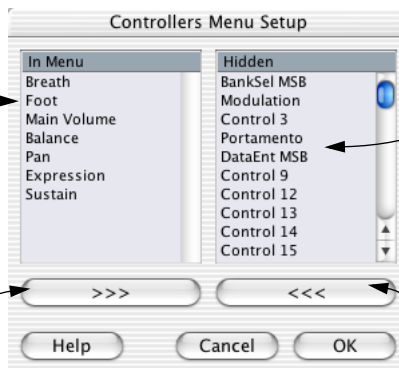 Controllers Menu Setup
In Menu
Breath
Foot
Main Volume
Balance
Pan
Expression
Sustain
Hidden
BankSel MSB
Modulation
Control 3
Portamento
DataEnt MSB
Control 9
Control 12
Control 13
Control 14
Control 15
>>>
<<<
Help
Cancel
OK